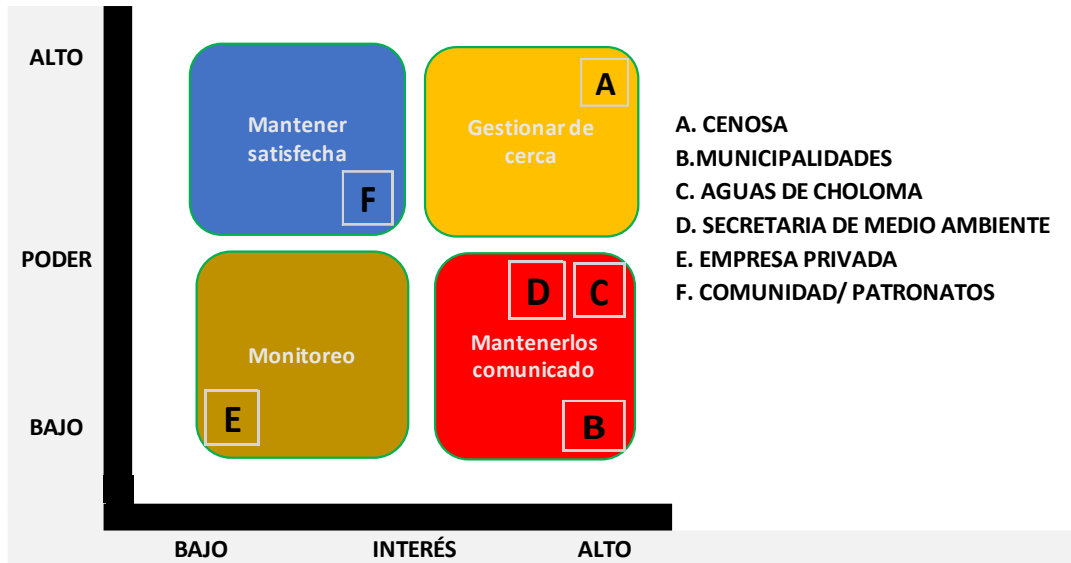 ALTO
PODER
BAJO
Mantener
satisfecha
F
Gestionar de
cerca
A
Monitoreo
E
D
C
Mantenerlos
comunicado
B
BAJO
INTERÉS
ALTO
A. CENOSA
B.MUNICIPALIDADES
C. AGUAS DE CHOLOMA
D. SECRETARIA DE MEDIO AMBIENTE
E. EMPRESA PRIVADA
F. COMUNIDAD/ PATRONATOS